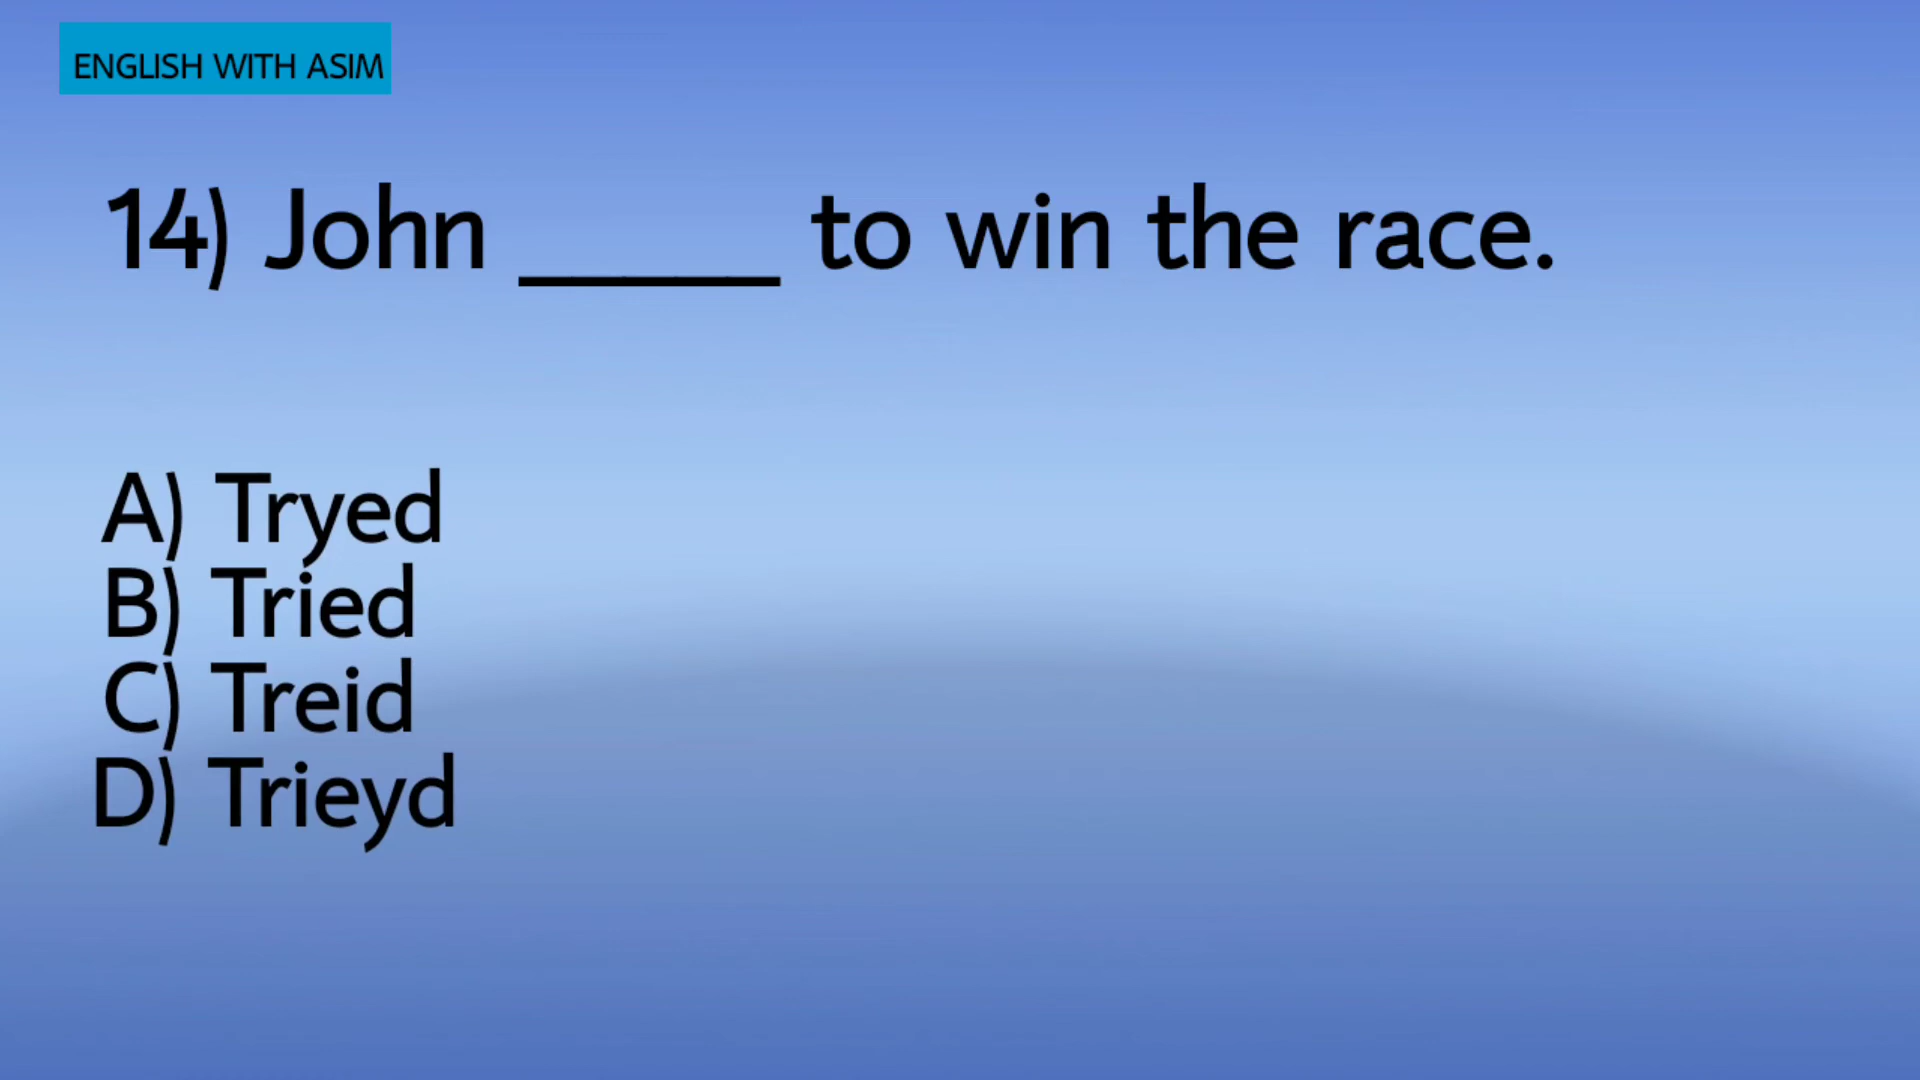 ENGLISH WITH ASIM
14) John _____ to win the race.
A) Tryed
B) Tried
C) Treid
D) Trieyd